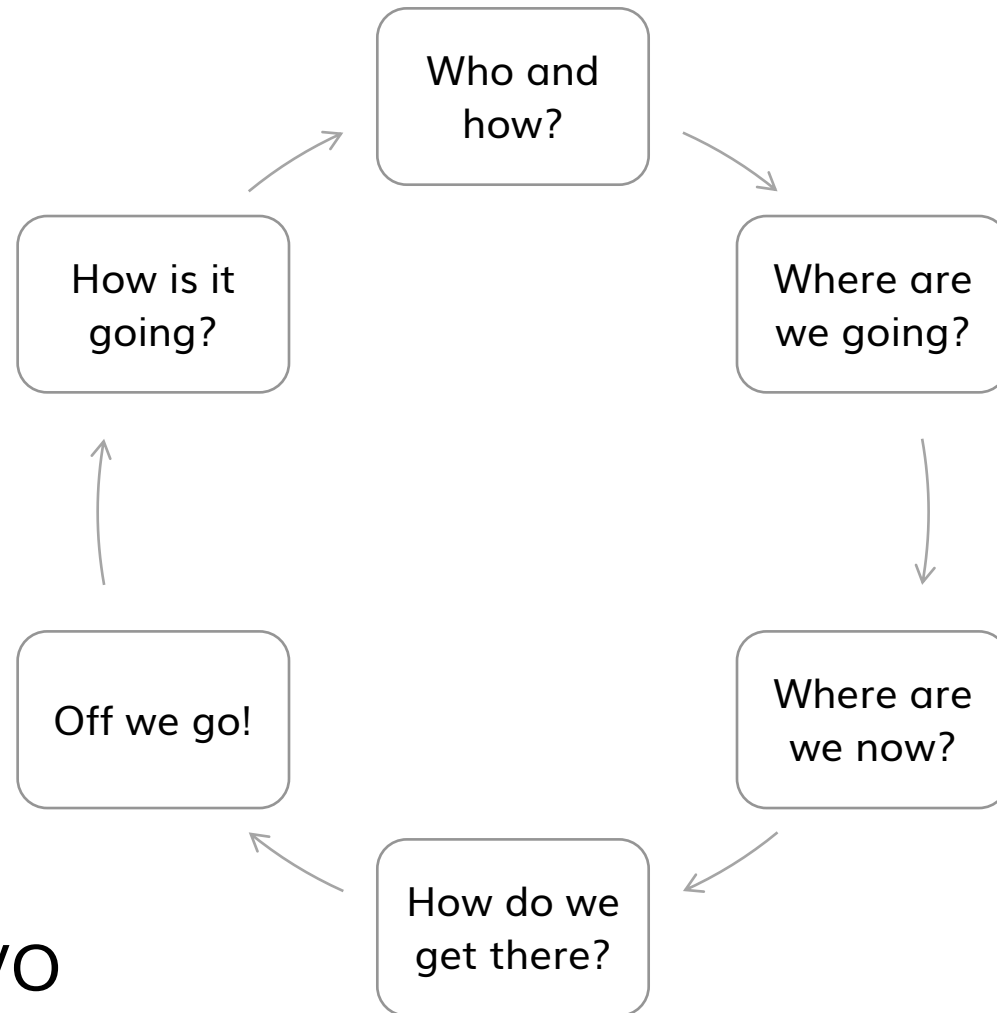 Who and
how?
Where are
we going?
Where are
we now?
How do we
get there?
Off we go!
How is it
going?